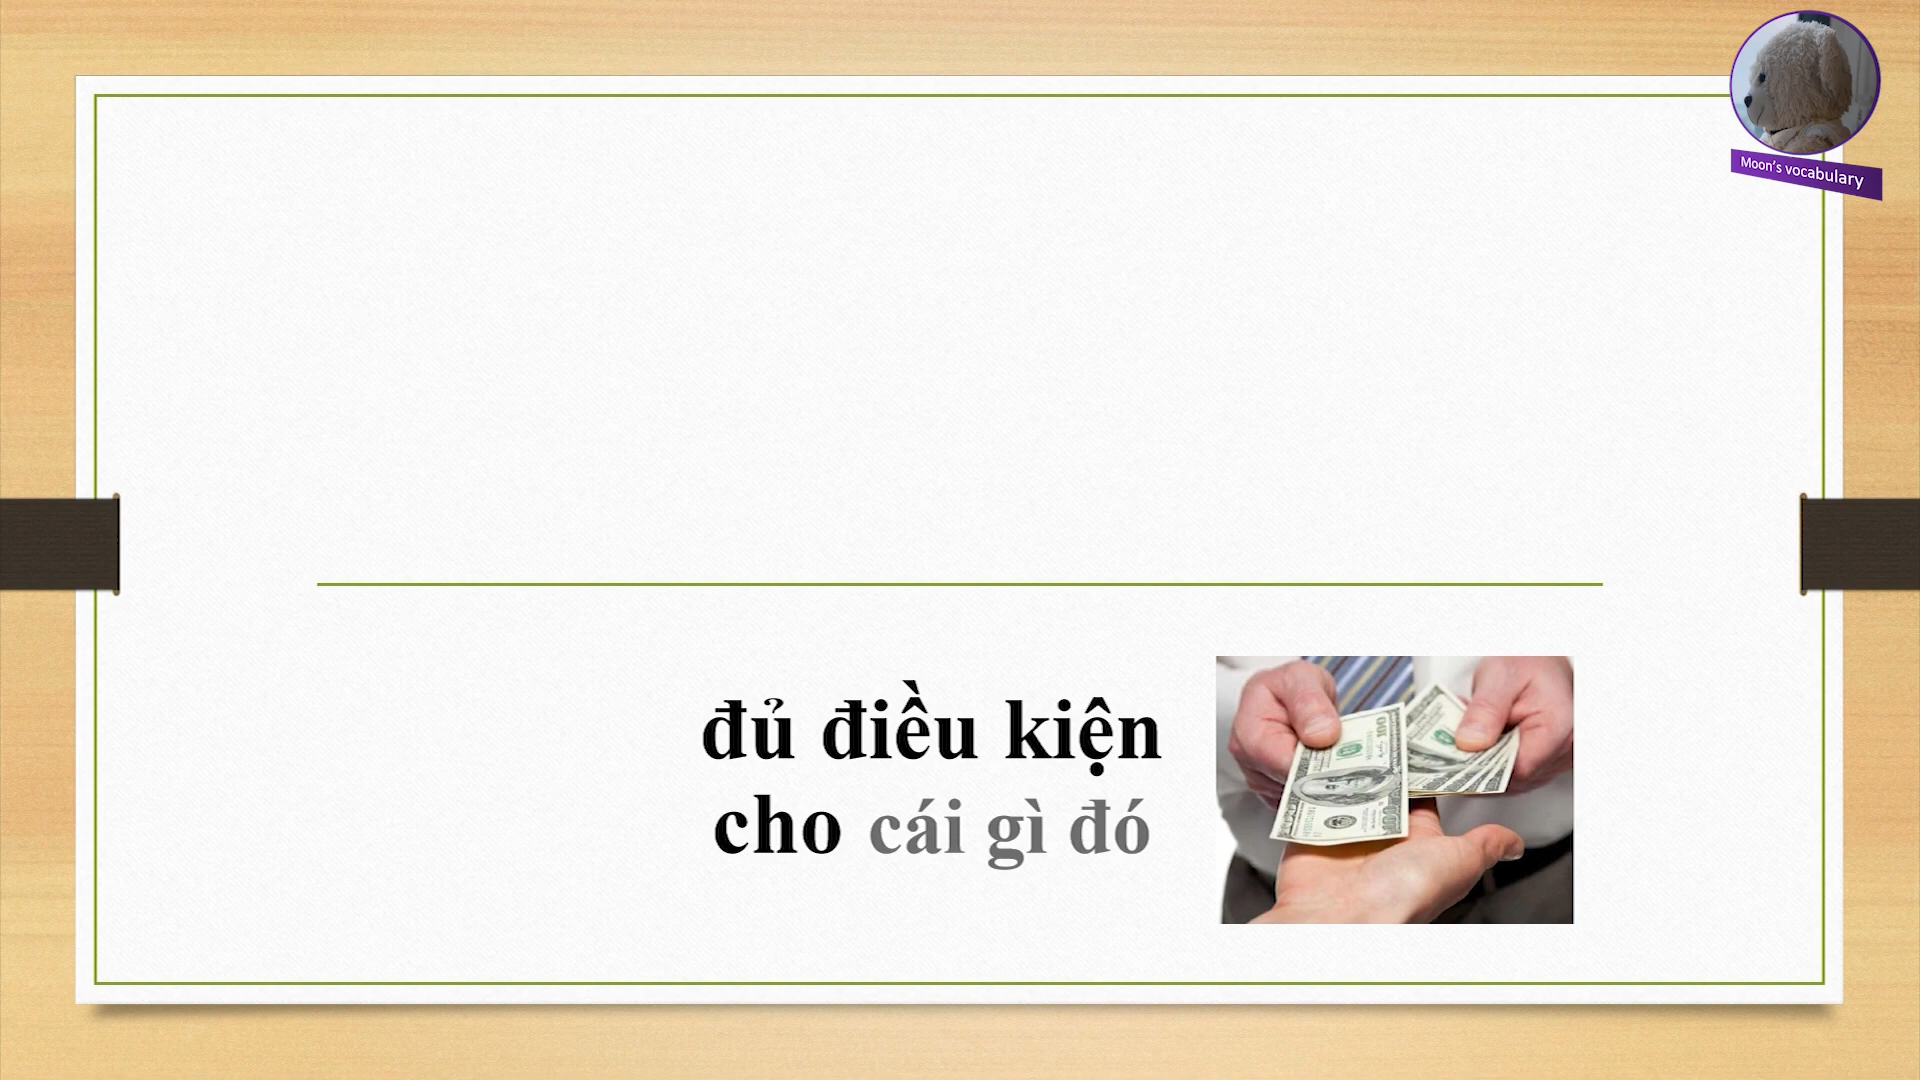 Moon's vocabulary
đủ điều kiện
cho cái gì đó